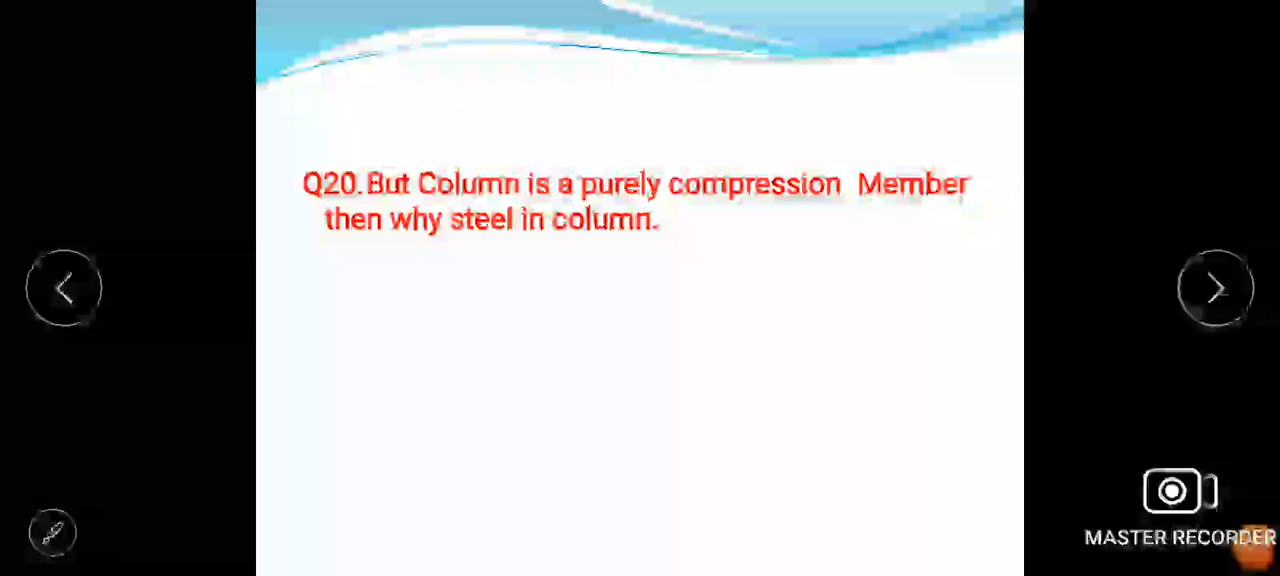 Q20. But Column is a purely compression Member
then why steel in column.
MASTER RECORDER